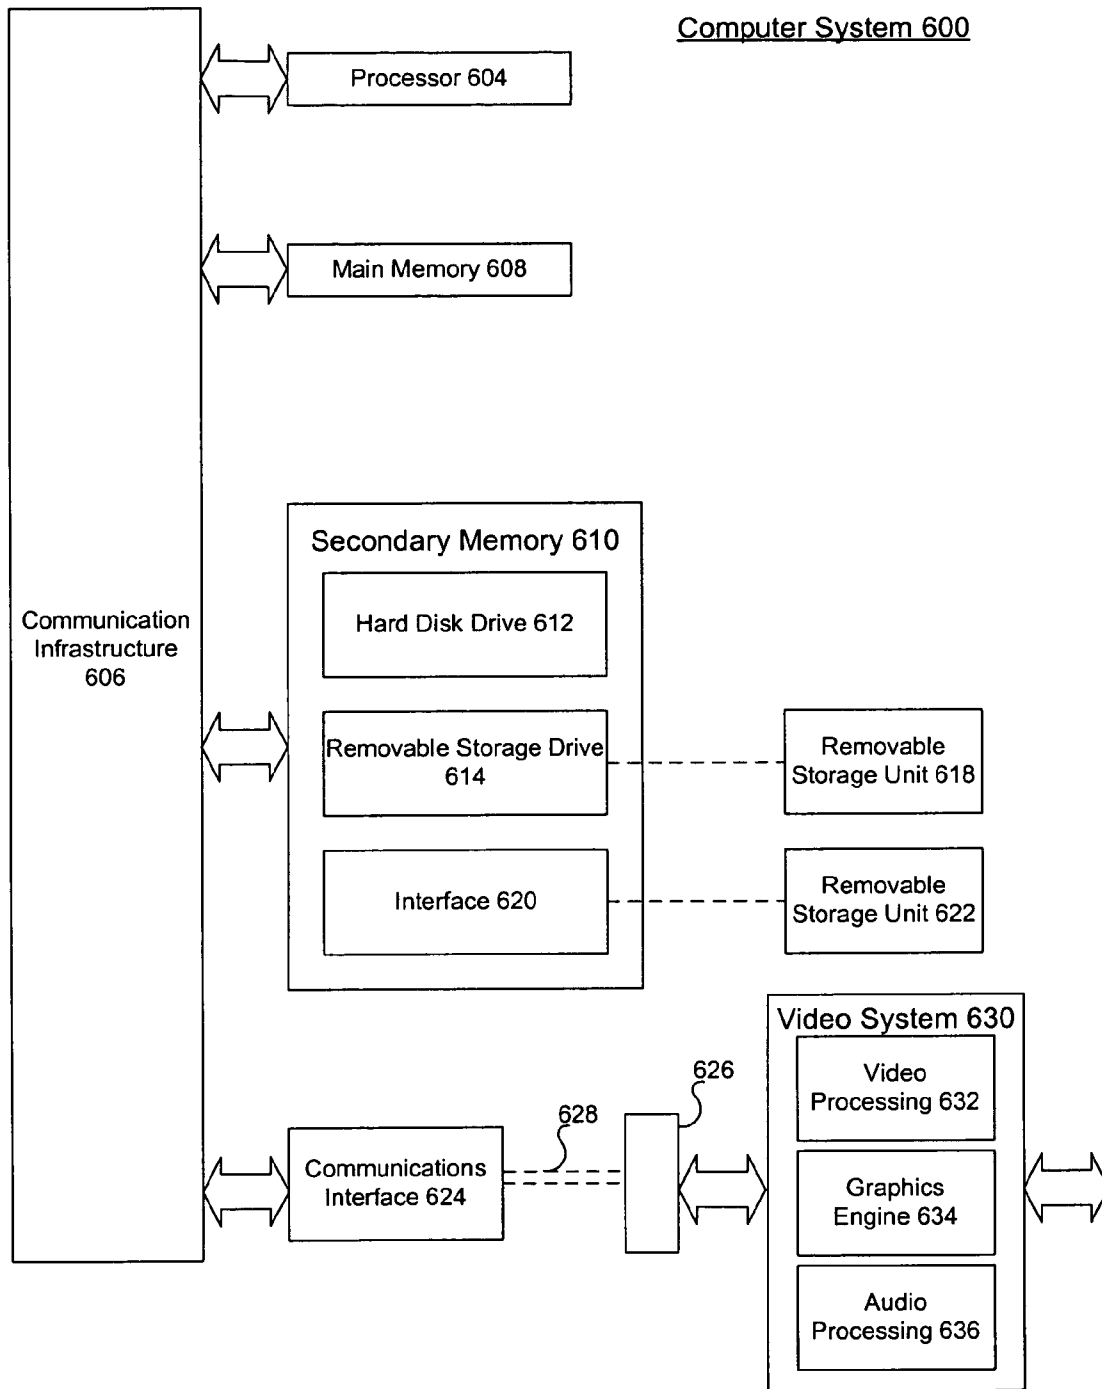 Computer System 600
Processor 604
Main Memory 608
Communication
Infrastructure
606
Secondary Memory 610
Hard Disk Drive 612
Removable Storage Drive
614
Removable
Storage Unit 618
Interface 620
Removable
Storage Unit 622
Communications
Interface 624
628
626
Video System 630
Video
Processing 632
Graphics
Engine 634
Audio
Processing 636